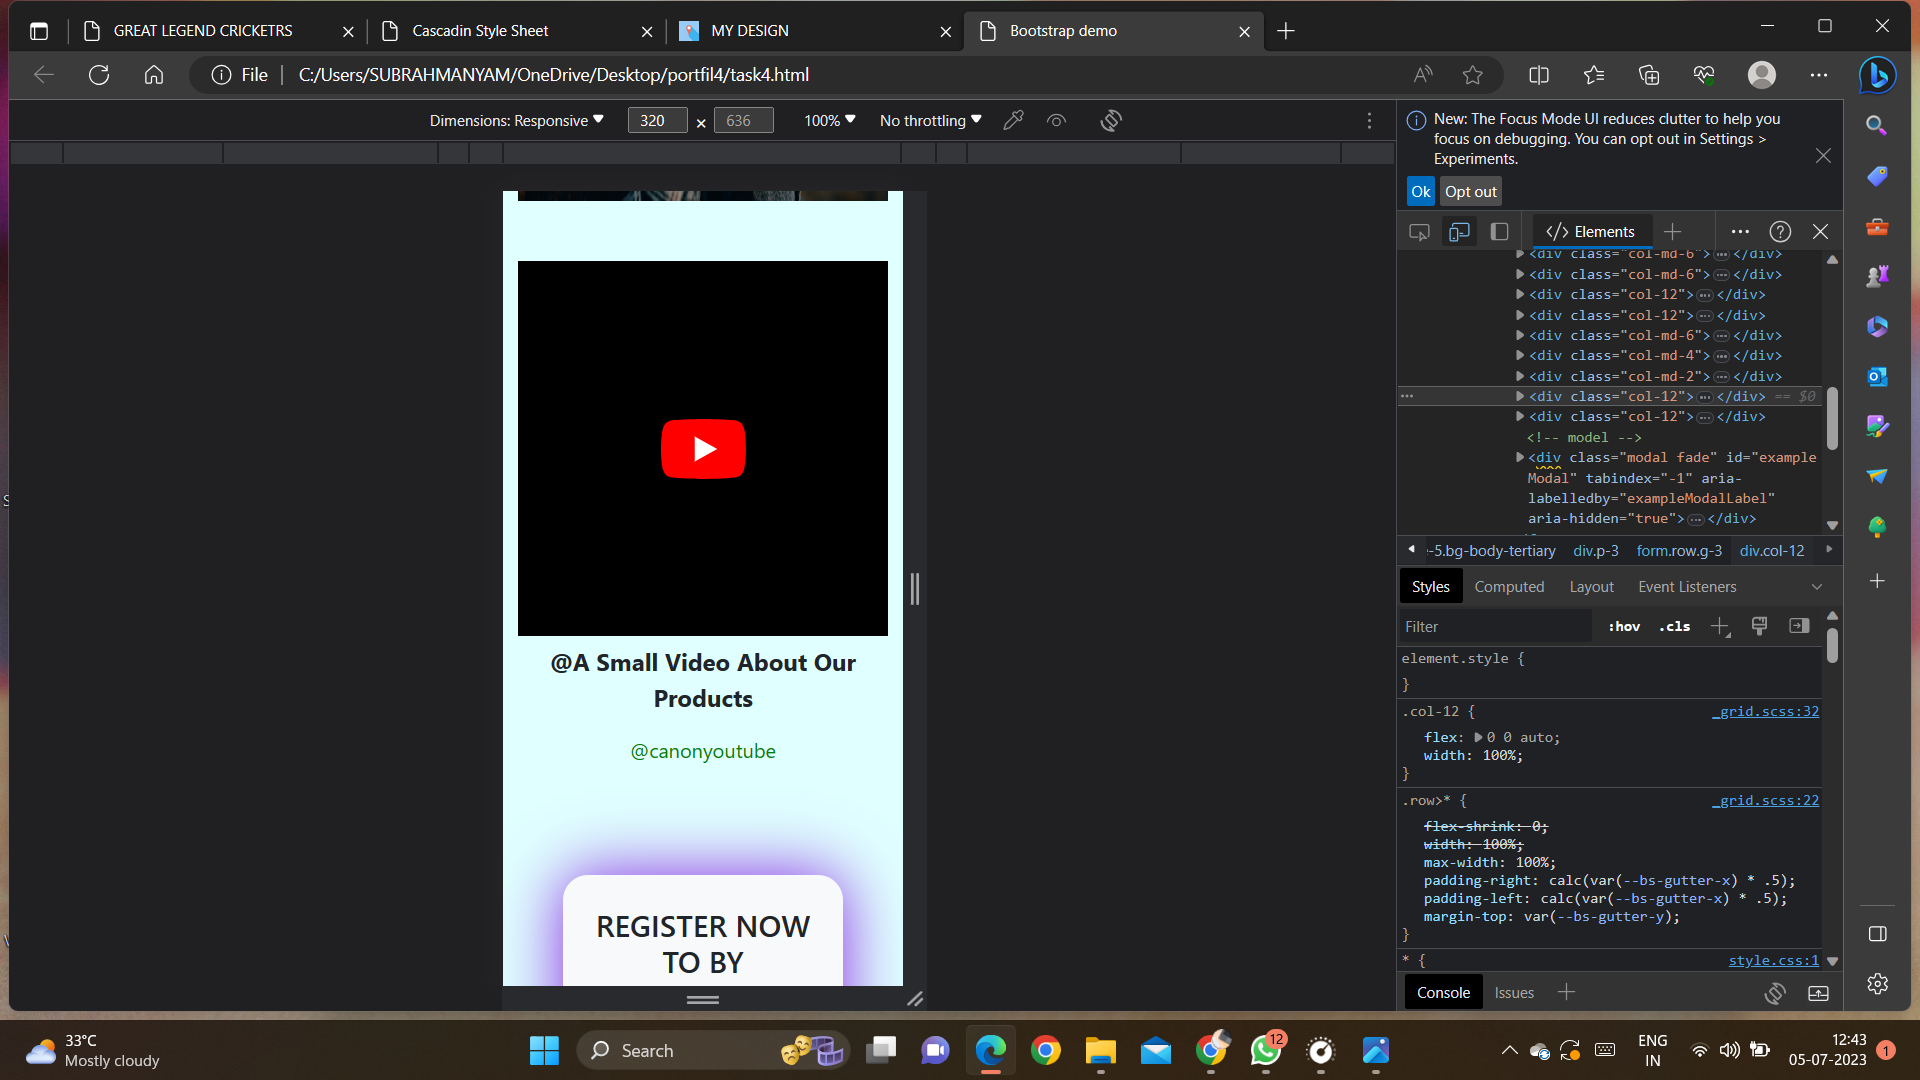 GREAT LEGEND CRICKETRS
Cascadin Style Sheet
MY DESIGN
Bootstrap demo
File
C:/Users/SUBRAHMANYAM/OneDrive/Desktop/portfil4/task4.html
Dimensions: Responsive
320
×
636
100%
No throttling
New: The Focus Mode UI reduces clutter to help you
focus on debugging. You can opt out in Settings >
Experiments.
Ok
Opt out
</> Elements
<div class="col-md-6">…</div>
<div class="col-md-6">…</div>
<div class="col-12">…</div>
<div class="col-12">…</div>
<div class="col-md-6">…</div>
<div class="col-md-4">…</div>
<div class="col-md-2">…</div>
<div class="col-12">…</div> == $0
<div class="col-12">…</div>
<!-- model -->
<div class="modal fade" id="example
Modal" tabindex="-1" aria-
labelledby="exampleModalLabel"
aria-hidden="true">…</div>
-5.bg-body-tertiary div.p-3 form.row.g-3 div.col-12
Styles Computed Layout Event Listeners
Filter
:hov .cls
element.style {
}
.col-12 { _grid.scss:32
flex: 0 0 auto;
width: 100%;
}
.row>* { _grid.scss:22
flex-shrink: 0;
width: 100%;
max-width: 100%;
padding-right: calc(var(--bs-gutter-x) * .5);
padding-left: calc(var(--bs-gutter-x) * .5);
margin-top: var(--bs-gutter-y);
}
* { style.css:1
Console Issues
@A Small Video About Our
Products
@canonyoutube
REGISTER NOW
TO BY
33°C
Mostly cloudy
Search
12
ENG
IN
12:43
05-07-2023
1